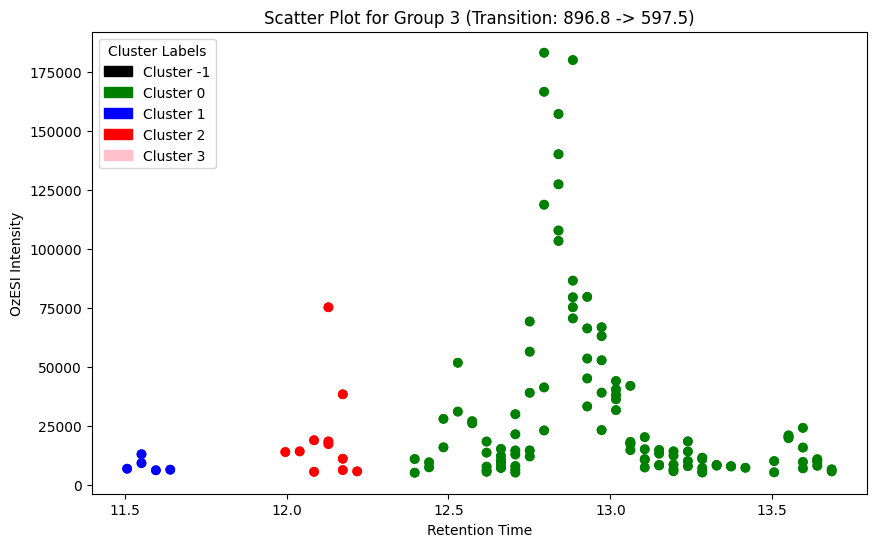 Scatter Plot for Group 3 (Transition: 896.8 -> 597.5)
Cluster Labels
Cluster -1
Cluster 0
Cluster 1
Cluster 2
Cluster 3
175000
150000
125000
100000
75000
50000
25000
0
OzESI Intensity
11.5
12.0
12.5
13.0
13.5
Retention Time